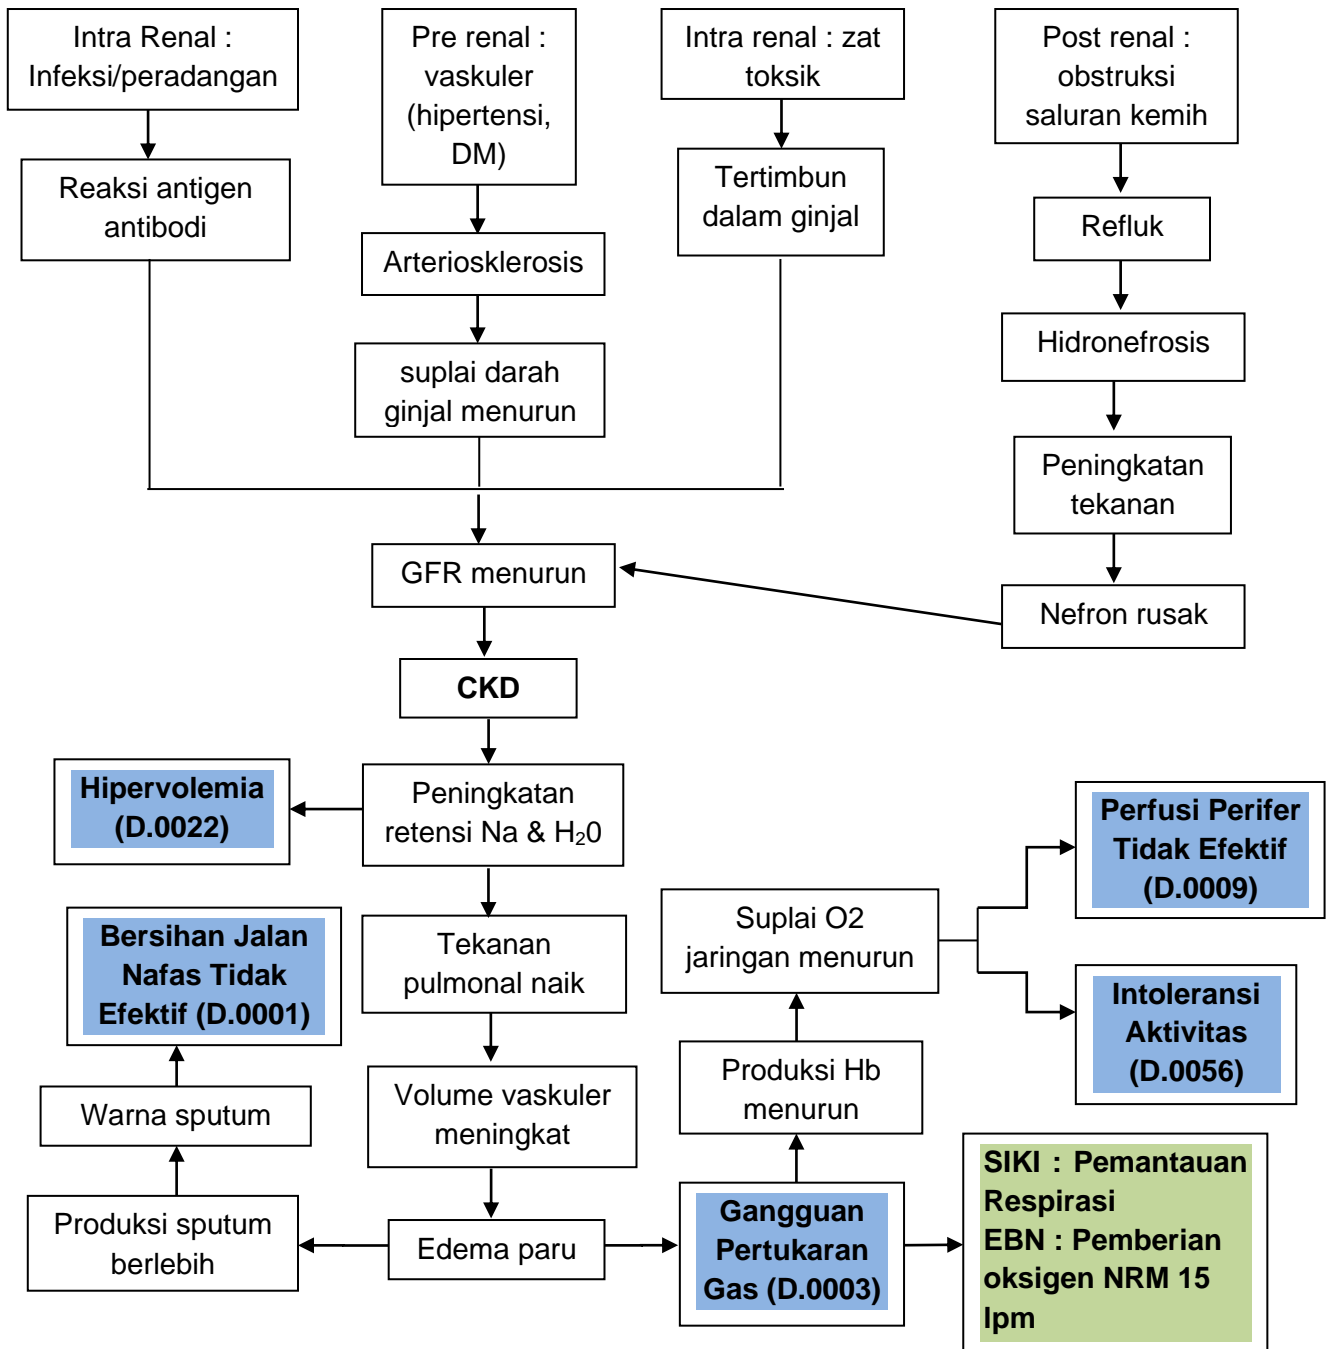 Intra Renal :
Infeksi/peradangan
Pre renal :
vaskuler
(hipertensi,
DM)
Intra renal : zat
toksik
Post renal :
obstruksi
saluran kemih
Reaksi antigen
antibodi
Tertimbun
dalam ginjal
Refluk
Arteriosklerosis
Hidronefrosis
suplai darah
ginjal menurun
Peningkatan
tekanan
GFR menurun
Nefron rusak
CKD
Hipervolemia
(D.0022)
Peningkatan
retensi Na & H₂0
Perfusi Perifer
Tidak Efektif
(D.0009)
Bersihan Jalan
Nafas Tidak
Efektif (D.0001)
Tekanan
pulmonal naik
Suplai O2
jaringan menurun
Intoleransi
Aktivitas
(D.0056)
Warna sputum
Volume vaskuler
meningkat
Produksi Hb
menurun
Produksi sputum
berlebih
Edema paru
Gangguan
Pertukaran
Gas (D.0003)
SIKI : Pemantauan
Respirasi
EBN : Pemberian
oksigen NRM 15
lpm